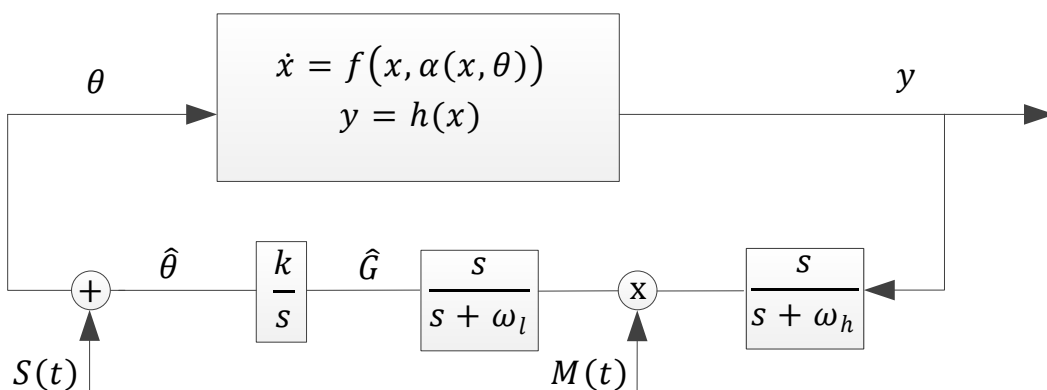 ẋ = f(x, α(x, θ))
y = h(x)
θ
y
θ̂
k
s
Ĝ
s
s + ω_l
x
s
s + ω_h
+
S(t)
M(t)